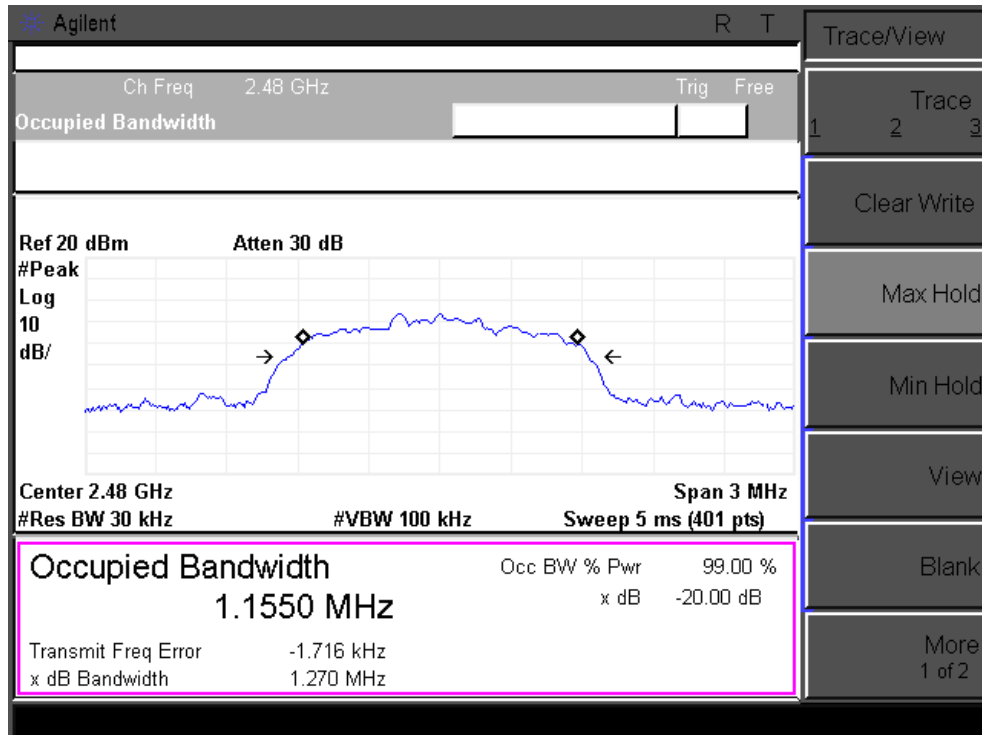 Agilent R T
Trace/View
Ch Freq 2.48 GHz Trig Free
Occupied Bandwidth
Trace
1 2 3
Clear Write
Ref 20 dBm Atten 30 dB
#Peak
Log
10
dB/
Max Hold
Min Hold
View
Center 2.48 GHz Span 3 MHz
#Res BW 30 kHz #VBW 100 kHz Sweep 5 ms (401 pts)
Occupied Bandwidth
1.1550 MHz
Occ BW % Pwr 99.00 %
x dB -20.00 dB
Transmit Freq Error -1.716 kHz
x dB Bandwidth 1.270 MHz
Blank
More
1 of 2